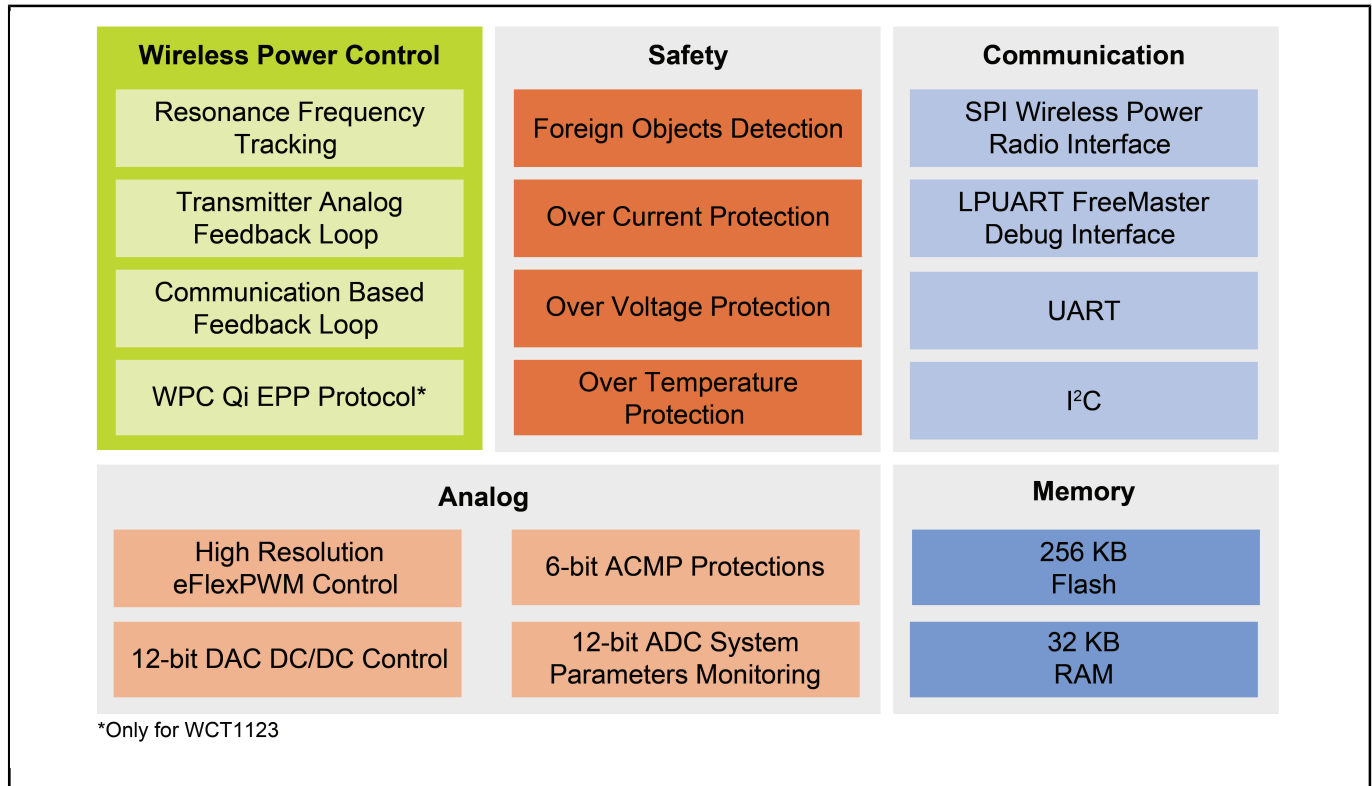 Wireless Power Control
Resonance Frequency
Tracking
Transmitter Analog
Feedback Loop
Communication Based
Feedback Loop
WPC Qi EPP Protocol*
Safety
Foreign Objects Detection
Over Current Protection
Over Voltage Protection
Over Temperature
Protection
Communication
SPI Wireless Power
Radio Interface
LPUART FreeMaster
Debug Interface
UART
I²C
Analog
High Resolution
eFlexPWM Control
6-bit ACMP Protections
12-bit DAC DC/DC Control
12-bit ADC System
Parameters Monitoring
Memory
256 KB
Flash
32 KB
RAM
*Only for WCT1123